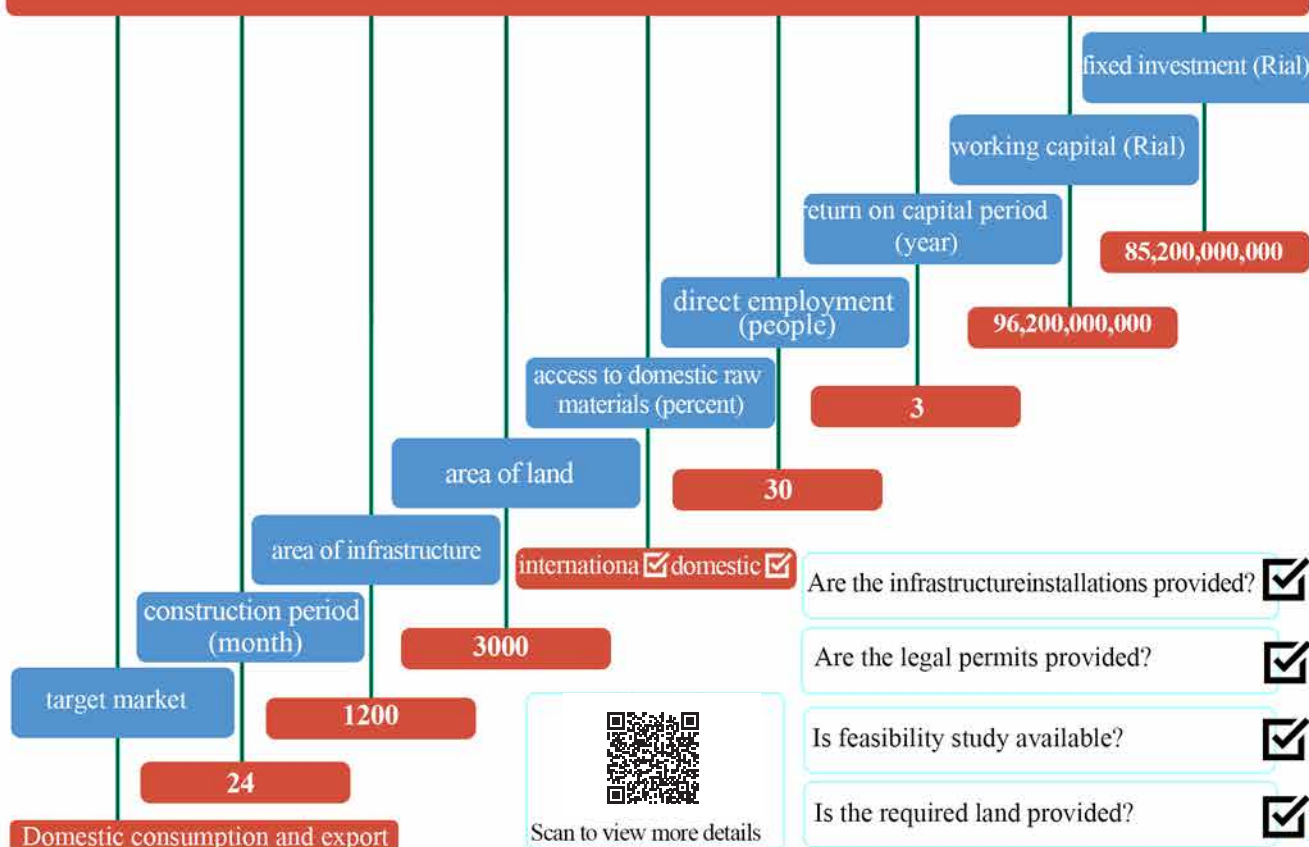 fixed investment (Rial)
85,200,000,000
working capital (Rial)
96,200,000,000
return on capital period
(year)
3
direct employment
(people)
30
access to domestic raw
materials (percent)
internationa ☑ domestic ☑
area of land
3000
area of infrastructure
1200
construction period
(month)
24
target market
Domestic consumption and export
Scan to view more details
Are the infrastructureinstallations provided? ☑
Are the legal permits provided? ☑
Is feasibility study available? ☑
Is the required land provided? ☑